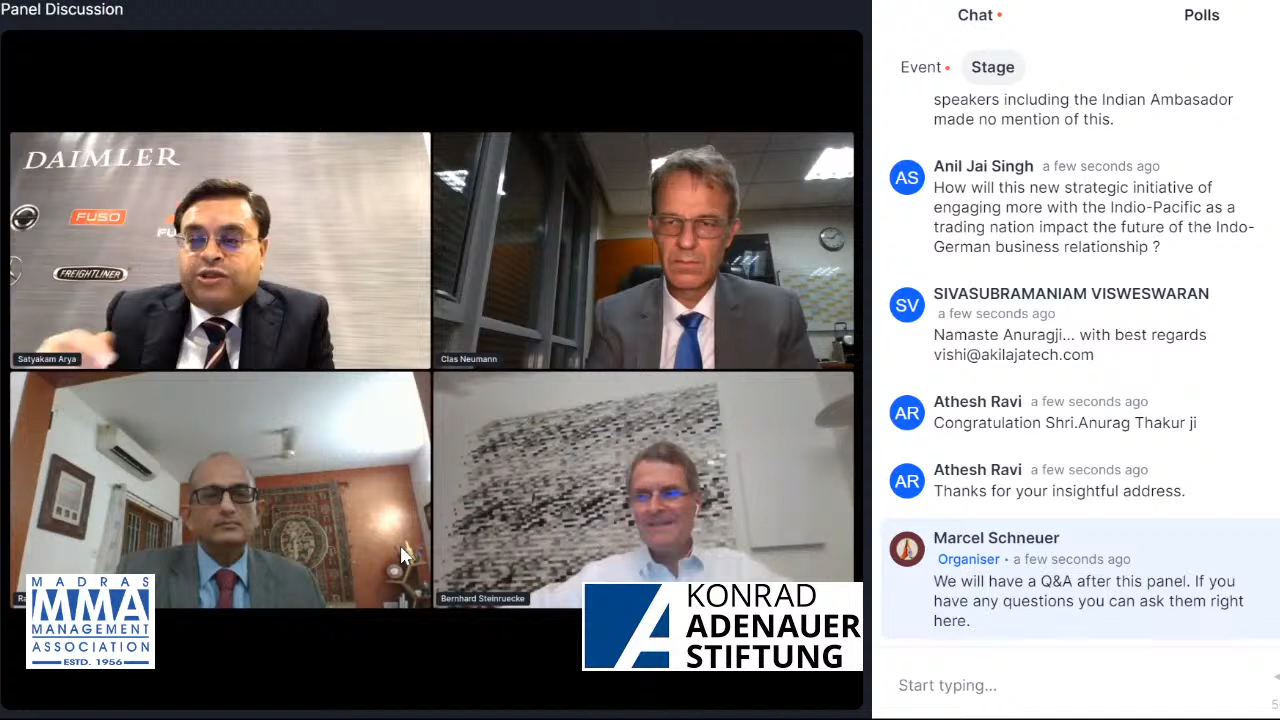 Panel Discussion
DAIMLER
FUSO
FREIGHTLINER
Satyakam Arya
Clas Neumann
Bernhard Steinruecke
MADRAS
MMA
MANAGEMENT
ASSOCIATION
ESTD. 1956
KONRAD
ADENAUER
STIFTUNG
Chat
Polls
Event
Stage
speakers including the Indian Ambasador
made no mention of this.
AS
Anil Jai Singh a few seconds ago
How will this new strategic initiative of
engaging more with the Indio-Pacific as a
trading nation impact the future of the Indo-
German business relationship ?
SV
SIVASUBRAMANIAM VISWESWARAN
a few seconds ago
Namaste Anuragji... with best regards
vishi@akilajatech.com
AR
Athesh Ravi a few seconds ago
Congratulation Shri.Anurag Thakur ji
AR
Athesh Ravi a few seconds ago
Thanks for your insightful address.
Marcel Schneuer
Organiser • a few seconds ago
We will have a Q&A after this panel. If you
have any questions you can ask them right
here.
Start typing...